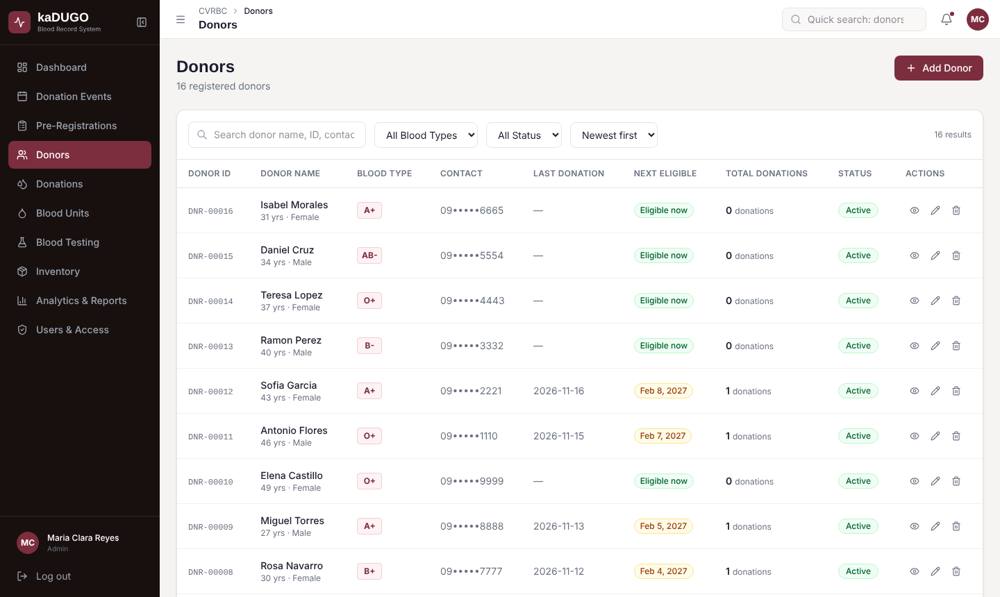 kaDUGO
Blood Record System
Dashboard
Donation Events
Pre-Registrations
Donors
Donations
Blood Units
Blood Testing
Inventory
Analytics & Reports
Users & Access
MC
Maria Clara Reyes
Admin
Log out
CVRBC > Donors
Donors
Quick search: donors
MC
Donors
16 registered donors
+ Add Donor
Search donor name, ID, contac
All Blood Types
All Status
Newest first
16 results
DONOR ID DONOR NAME BLOOD TYPE CONTACT LAST DONATION NEXT ELIGIBLE TOTAL DONATIONS STATUS ACTIONS
DNR-00016 Isabel Morales A+ 09•••••6665 — Eligible now 0 donations Active
31 yrs · Female
DNR-00015 Daniel Cruz AB- 09•••••5554 — Eligible now 0 donations Active
34 yrs · Male
DNR-00014 Teresa Lopez O+ 09•••••4443 — Eligible now 0 donations Active
37 yrs · Female
DNR-00013 Ramon Perez B- 09•••••3332 — Eligible now 0 donations Active
40 yrs · Male
DNR-00012 Sofia Garcia A+ 09•••••2221 2026-11-16 Feb 8, 2027 1 donations Active
43 yrs · Female
DNR-00011 Antonio Flores O+ 09•••••1110 2026-11-15 Feb 7, 2027 1 donations Active
46 yrs · Male
DNR-00010 Elena Castillo O+ 09•••••9999 — Eligible now 0 donations Active
49 yrs · Female
DNR-00009 Miguel Torres A+ 09•••••8888 2026-11-13 Feb 5, 2027 1 donations Active
27 yrs · Male
DNR-00008 Rosa Navarro B+ 09•••••7777 2026-11-12 Feb 4, 2027 1 donations Active
30 yrs · Female